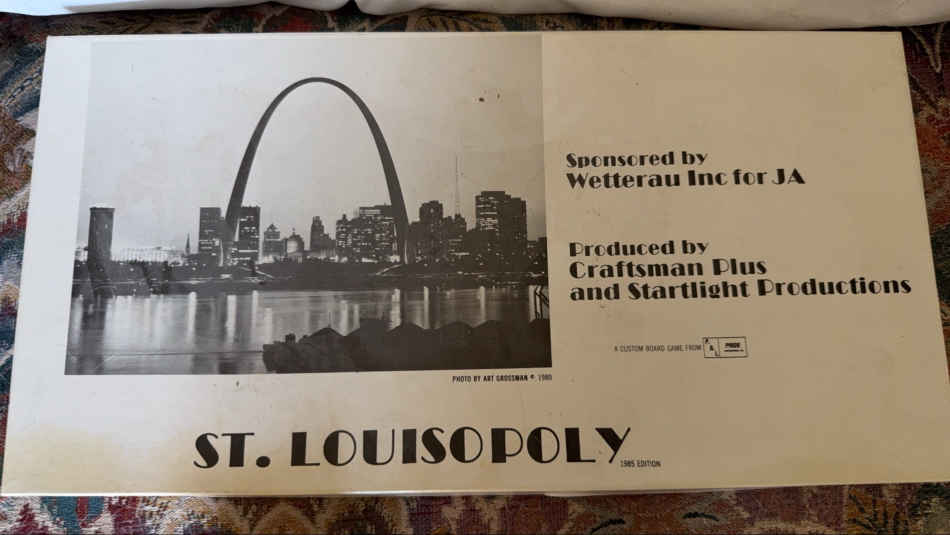 Sponsored by
Wetterau Inc for JA
Produced by
Craftsman Plus
and Startlight Productions
A CUSTOM BOARD GAME FROM
PRIDE
PHOTO BY ART GROSSMAN ©, 1980
ST. LOUISOPOLY
1985 EDITION